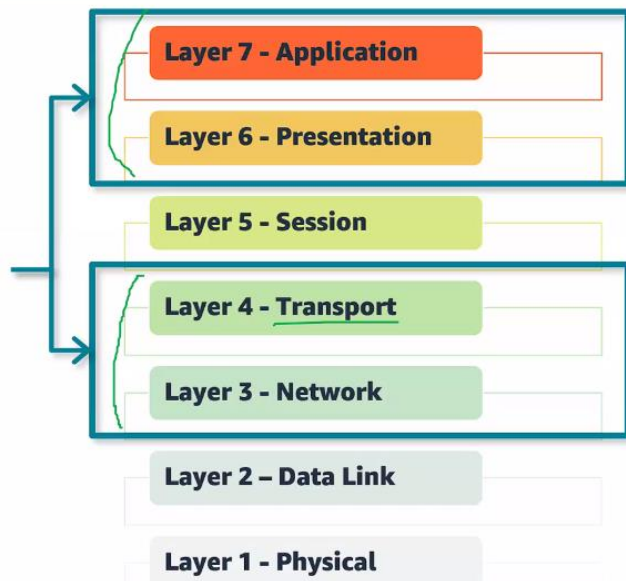 Layer 7 - Application
Layer 6 - Presentation
Layer 5 - Session
Layer 4 - Transport
Layer 3 - Network
Layer 2 – Data Link
Layer 1 - Physical